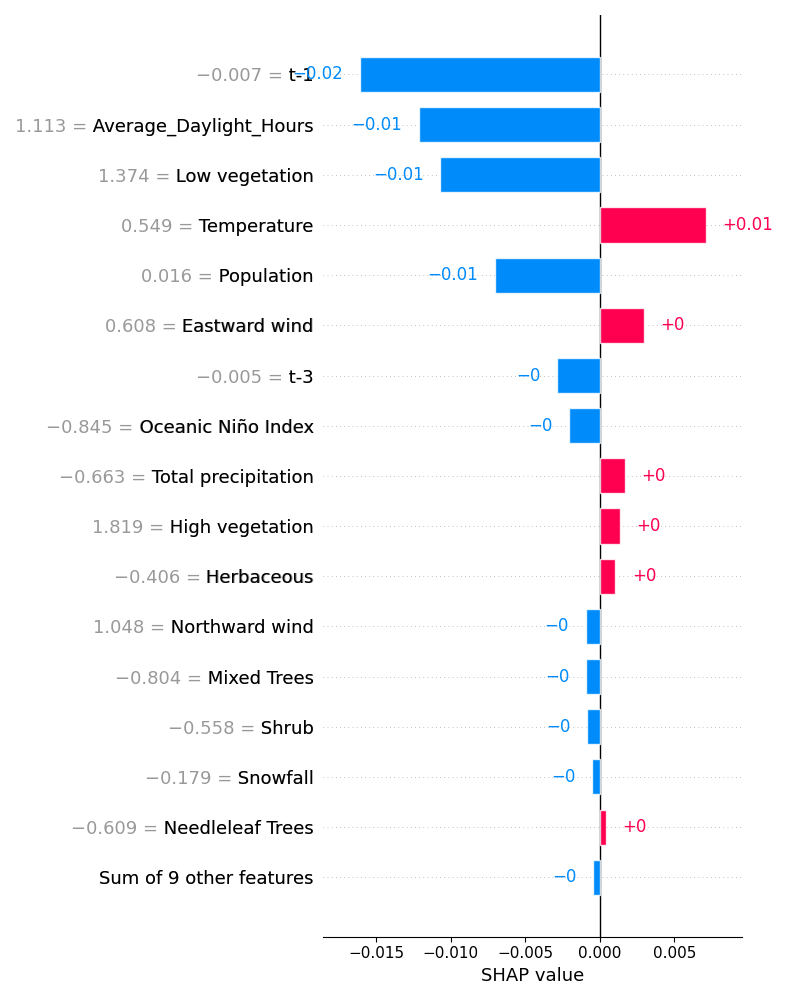 −0.007 = t-1 −0.02
1.113 = Average_Daylight_Hours −0.01
1.374 = Low vegetation −0.01
0.549 = Temperature +0.01
0.016 = Population −0.01
0.608 = Eastward wind +0
−0.005 = t-3 −0
−0.845 = Oceanic Niño Index −0
−0.663 = Total precipitation +0
1.819 = High vegetation +0
−0.406 = Herbaceous +0
1.048 = Northward wind −0
−0.804 = Mixed Trees −0
−0.558 = Shrub −0
−0.179 = Snowfall −0
−0.609 = Needleleaf Trees +0
Sum of 9 other features −0
−0.015 −0.010 −0.005 0.000 0.005
SHAP value